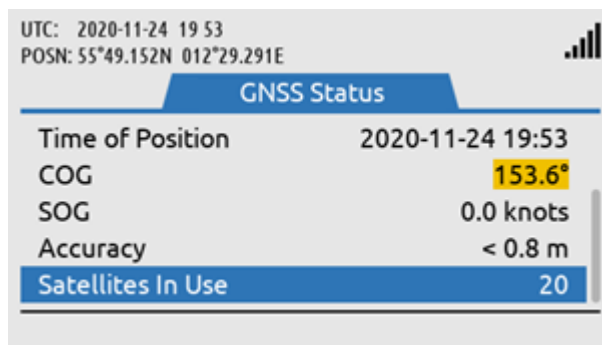 UTC: 2020-11-24 19 53
POSN: 55°49.152N 012°29.291E
GNSS Status
Time of Position 2020-11-24 19:53
COG 153.6°
SOG 0.0 knots
Accuracy < 0.8 m
Satellites In Use 20